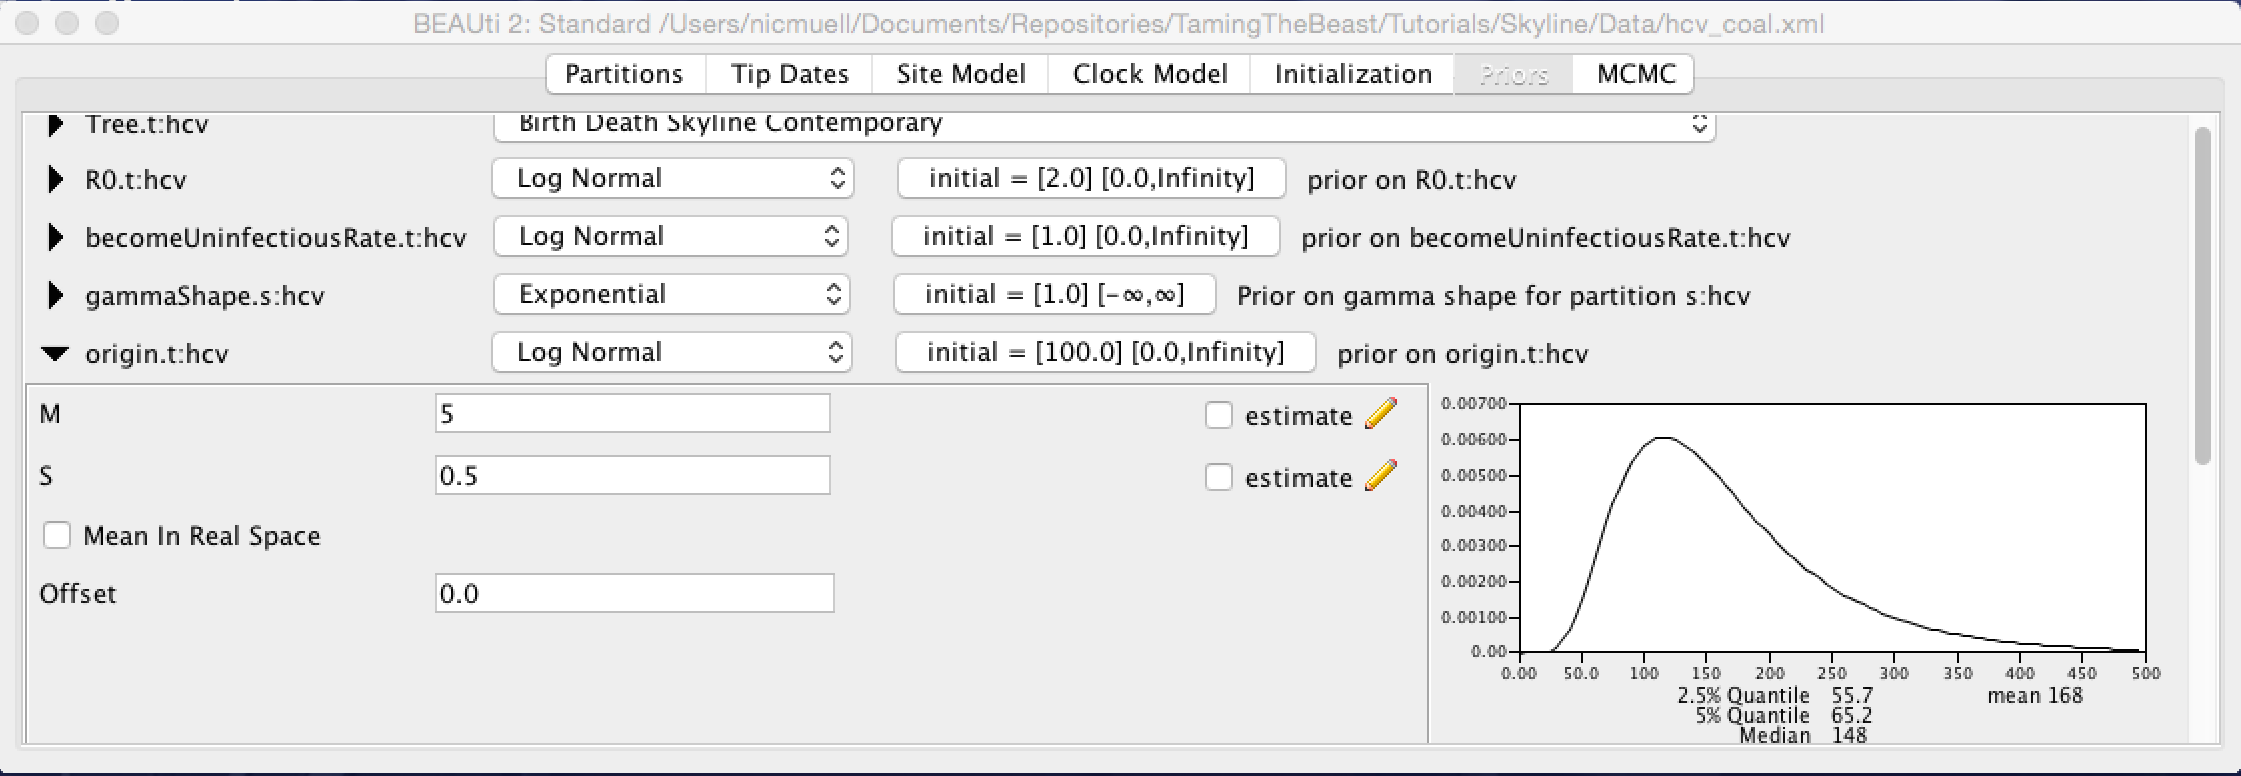 BEAUti 2: Standard /Users/nicmuell/Documents/Repositories/TamingTheBeast/Tutorials/Skyline/Data/hcv_coal.xml
Partitions Tip Dates Site Model Clock Model Initialization Priors MCMC
Tree.t:hcv Birth Death Skyline Contemporary
R0.t:hcv Log Normal initial = [2.0] [0.0,Infinity] prior on R0.t:hcv
becomeUninfectiousRate.t:hcv Log Normal initial = [1.0] [0.0,Infinity] prior on becomeUninfectiousRate.t:hcv
gammaShape.s:hcv Exponential initial = [1.0] [-∞,∞] Prior on gamma shape for partition s:hcv
origin.t:hcv Log Normal initial = [100.0] [0.0,Infinity] prior on origin.t:hcv
M 5 estimate
S 0.5 estimate
Mean In Real Space
Offset 0.0
0.00700
0.00600
0.00500
0.00400
0.00300
0.00200
0.00100
0.00
0.00 50.0 100 150 200 250 300 350 400 450 500
2.5% Quantile 55.7 mean 168
5% Quantile 65.2
Median 148